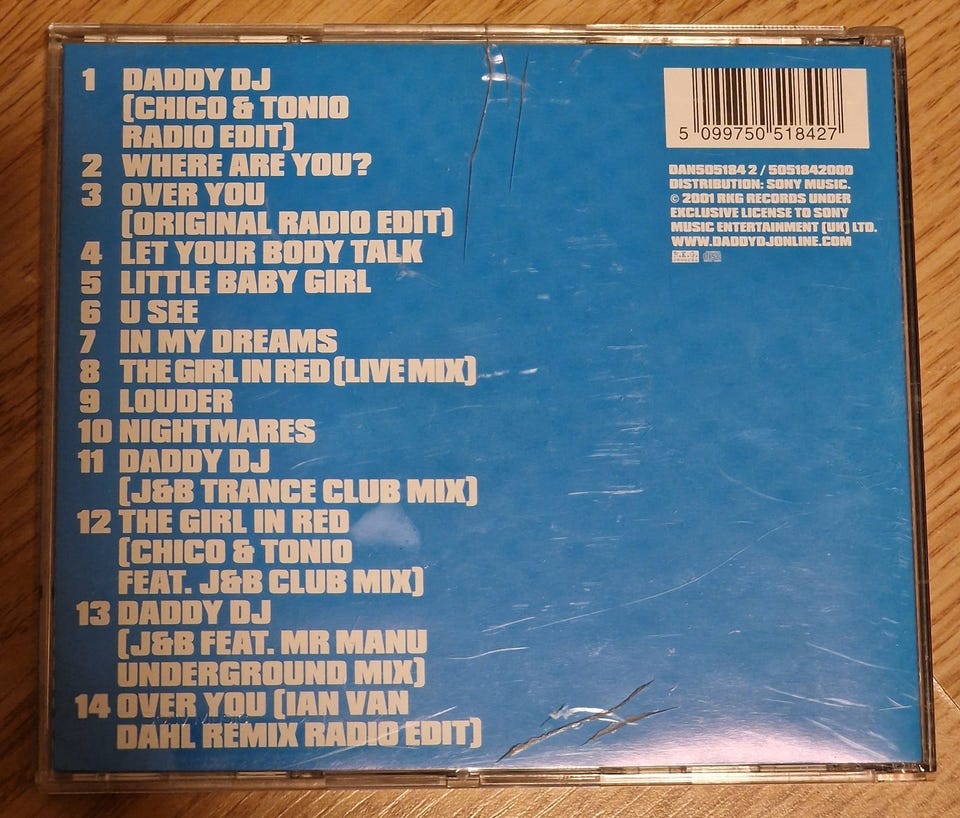 1 DADDY DJ
(CHICO & TONIO
RADIO EDIT)
2 WHERE ARE YOU?
3 OVER YOU
(ORIGINAL RADIO EDIT)
4 LET YOUR BODY TALK
5 LITTLE BABY GIRL
6 U SEE
7 IN MY DREAMS
8 THE GIRL IN RED (LIVE MIX)
9 LOUDER
10 NIGHTMARES
11 DADDY DJ
(J&B TRANCE CLUB MIX)
12 THE GIRL IN RED
(CHICO & TONIO
FEAT. J&B CLUB MIX)
13 DADDY DJ
(J&B FEAT. MR MANU
UNDERGROUND MIX)
14 OVER YOU (IAN VAN
DAHL REMIX RADIO EDIT)
5 099750 518427
DAN505184 2 / 5051842000
DISTRIBUTION: SONY MUSIC.
© 2001 RKG RECORDS UNDER
EXCLUSIVE LICENSE TO SONY
MUSIC ENTERTAINMENT (UK) LTD.
WWW.DADDYDJONLINE.COM